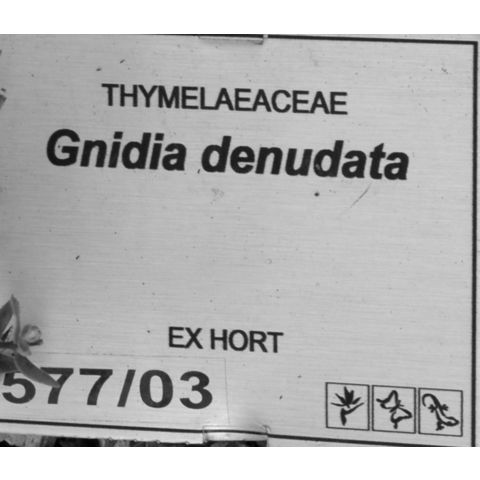 THYMELAEACEAE
Gnidia denudata
EX HORT
577/03